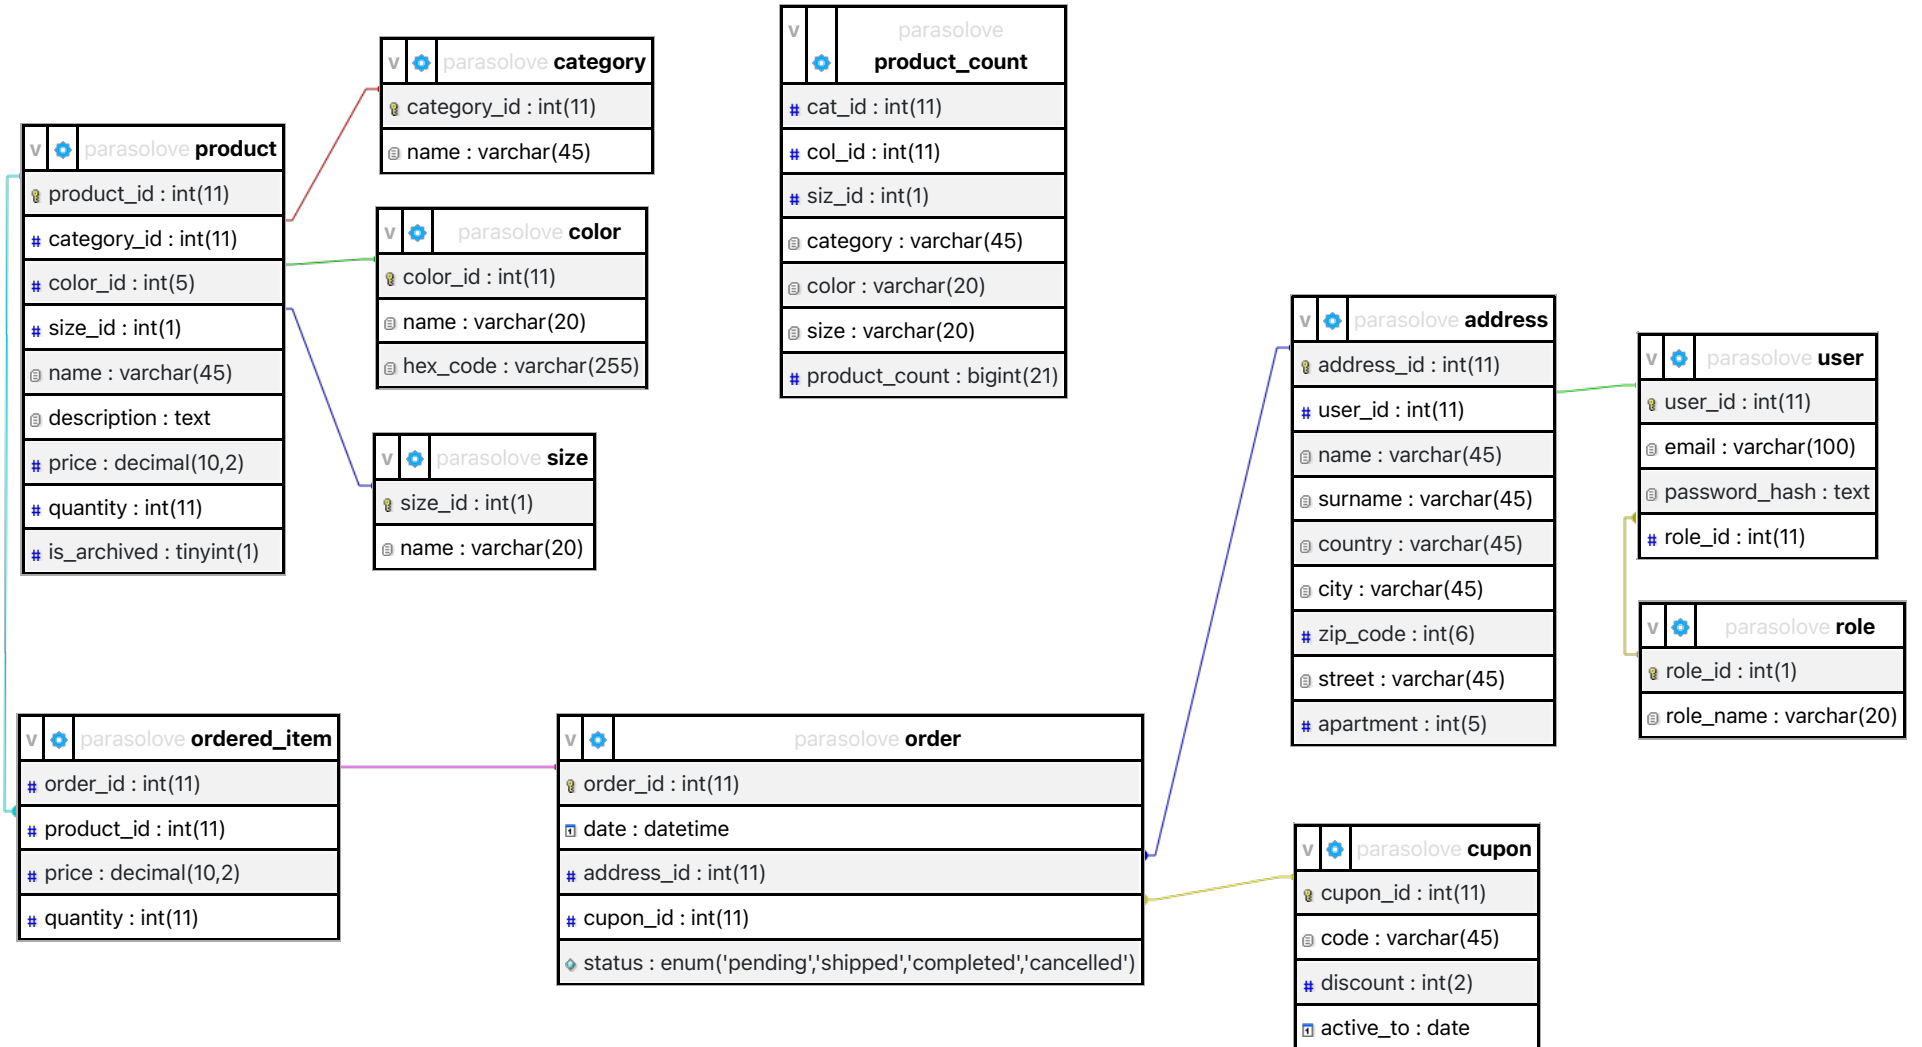 v parasolove product
product_id : int(11)
category_id : int(11)
color_id : int(5)
size_id : int(1)
name : varchar(45)
description : text
price : decimal(10,2)
quantity : int(11)
is_archived : tinyint(1)
v parasolove category
category_id : int(11)
name : varchar(45)
v parasolove color
color_id : int(11)
name : varchar(20)
hex_code : varchar(255)
v parasolove size
size_id : int(1)
name : varchar(20)
v parasolove
product_count
cat_id : int(11)
col_id : int(11)
siz_id : int(1)
category : varchar(45)
color : varchar(20)
size : varchar(20)
product_count : bigint(21)
v parasolove address
address_id : int(11)
user_id : int(11)
name : varchar(45)
surname : varchar(45)
country : varchar(45)
city : varchar(45)
zip_code : int(6)
street : varchar(45)
apartment : int(5)
v parasolove user
user_id : int(11)
email : varchar(100)
password_hash : text
role_id : int(11)
v parasolove role
role_id : int(1)
role_name : varchar(20)
v parasolove ordered_item
order_id : int(11)
product_id : int(11)
price : decimal(10,2)
quantity : int(11)
v parasolove order
order_id : int(11)
date : datetime
address_id : int(11)
cupon_id : int(11)
status : enum('pending','shipped','completed','cancelled')
v parasolove cupon
cupon_id : int(11)
code : varchar(45)
discount : int(2)
active_to : date